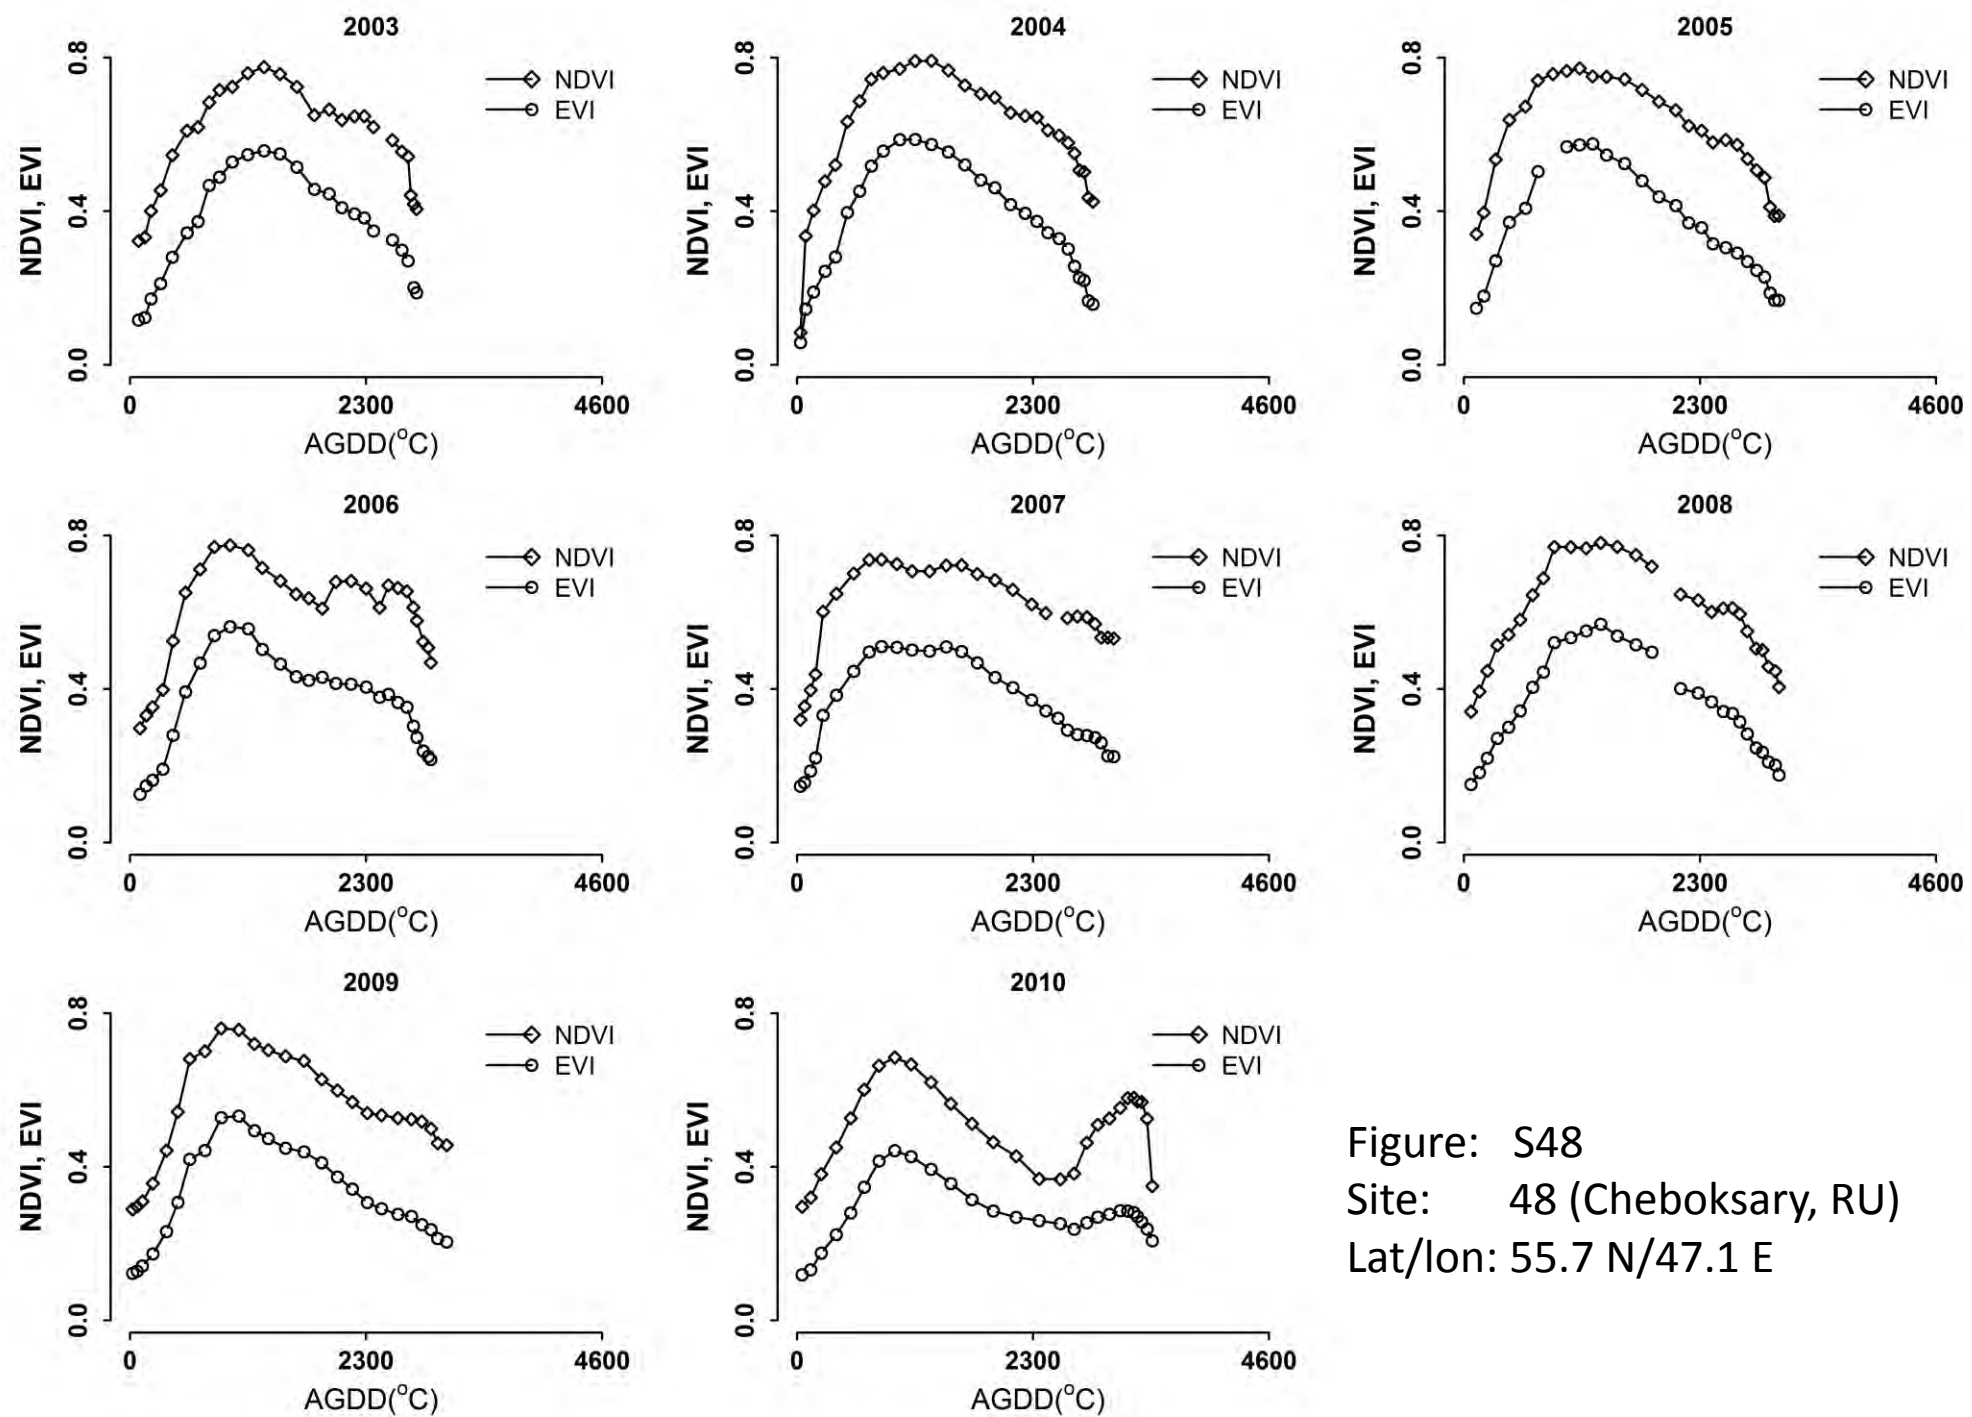 2003
0.8
NDVI
EVI
0.4
NDVI, EVI
0.0
0 2300 4600
AGDD(°C)
2004
0.8
NDVI
EVI
0.4
NDVI, EVI
0.0
0 2300 4600
AGDD(°C)
2005
0.8
NDVI
EVI
0.4
NDVI, EVI
0.0
0 2300 4600
AGDD(°C)
2006
0.8
NDVI
EVI
0.4
NDVI, EVI
0.0
0 2300 4600
AGDD(°C)
2007
0.8
NDVI
EVI
0.4
NDVI, EVI
0.0
0 2300 4600
AGDD(°C)
2008
0.8
NDVI
EVI
0.4
NDVI, EVI
0.0
0 2300 4600
AGDD(°C)
2009
0.8
NDVI
EVI
0.4
NDVI, EVI
0.0
0 2300 4600
AGDD(°C)
2010
0.8
NDVI
EVI
0.4
NDVI, EVI
0.0
0 2300 4600
AGDD(°C)
Figure: S48
Site: 48 (Cheboksary, RU)
Lat/lon: 55.7 N/47.1 E